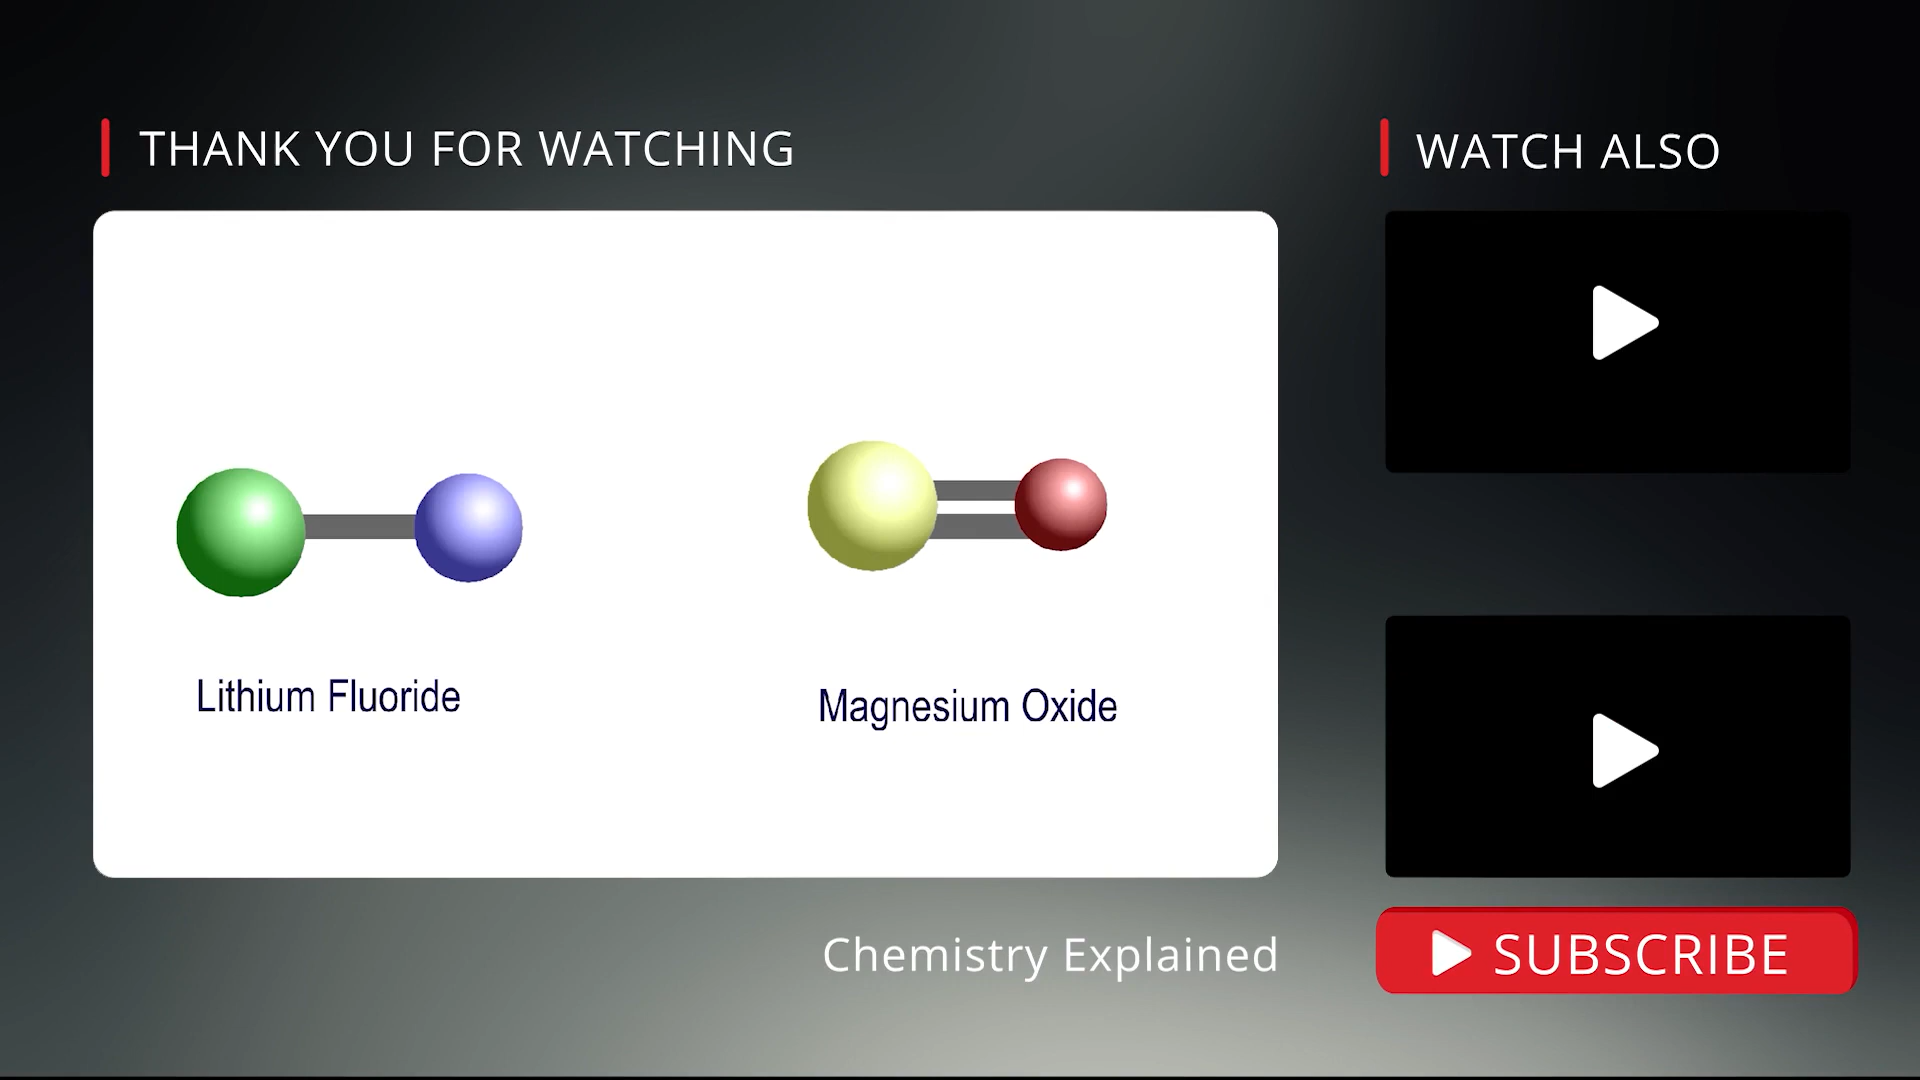 THANK YOU FOR WATCHING
WATCH ALSO
Lithium Fluoride
Magnesium Oxide
Chemistry Explained
SUBSCRIBE